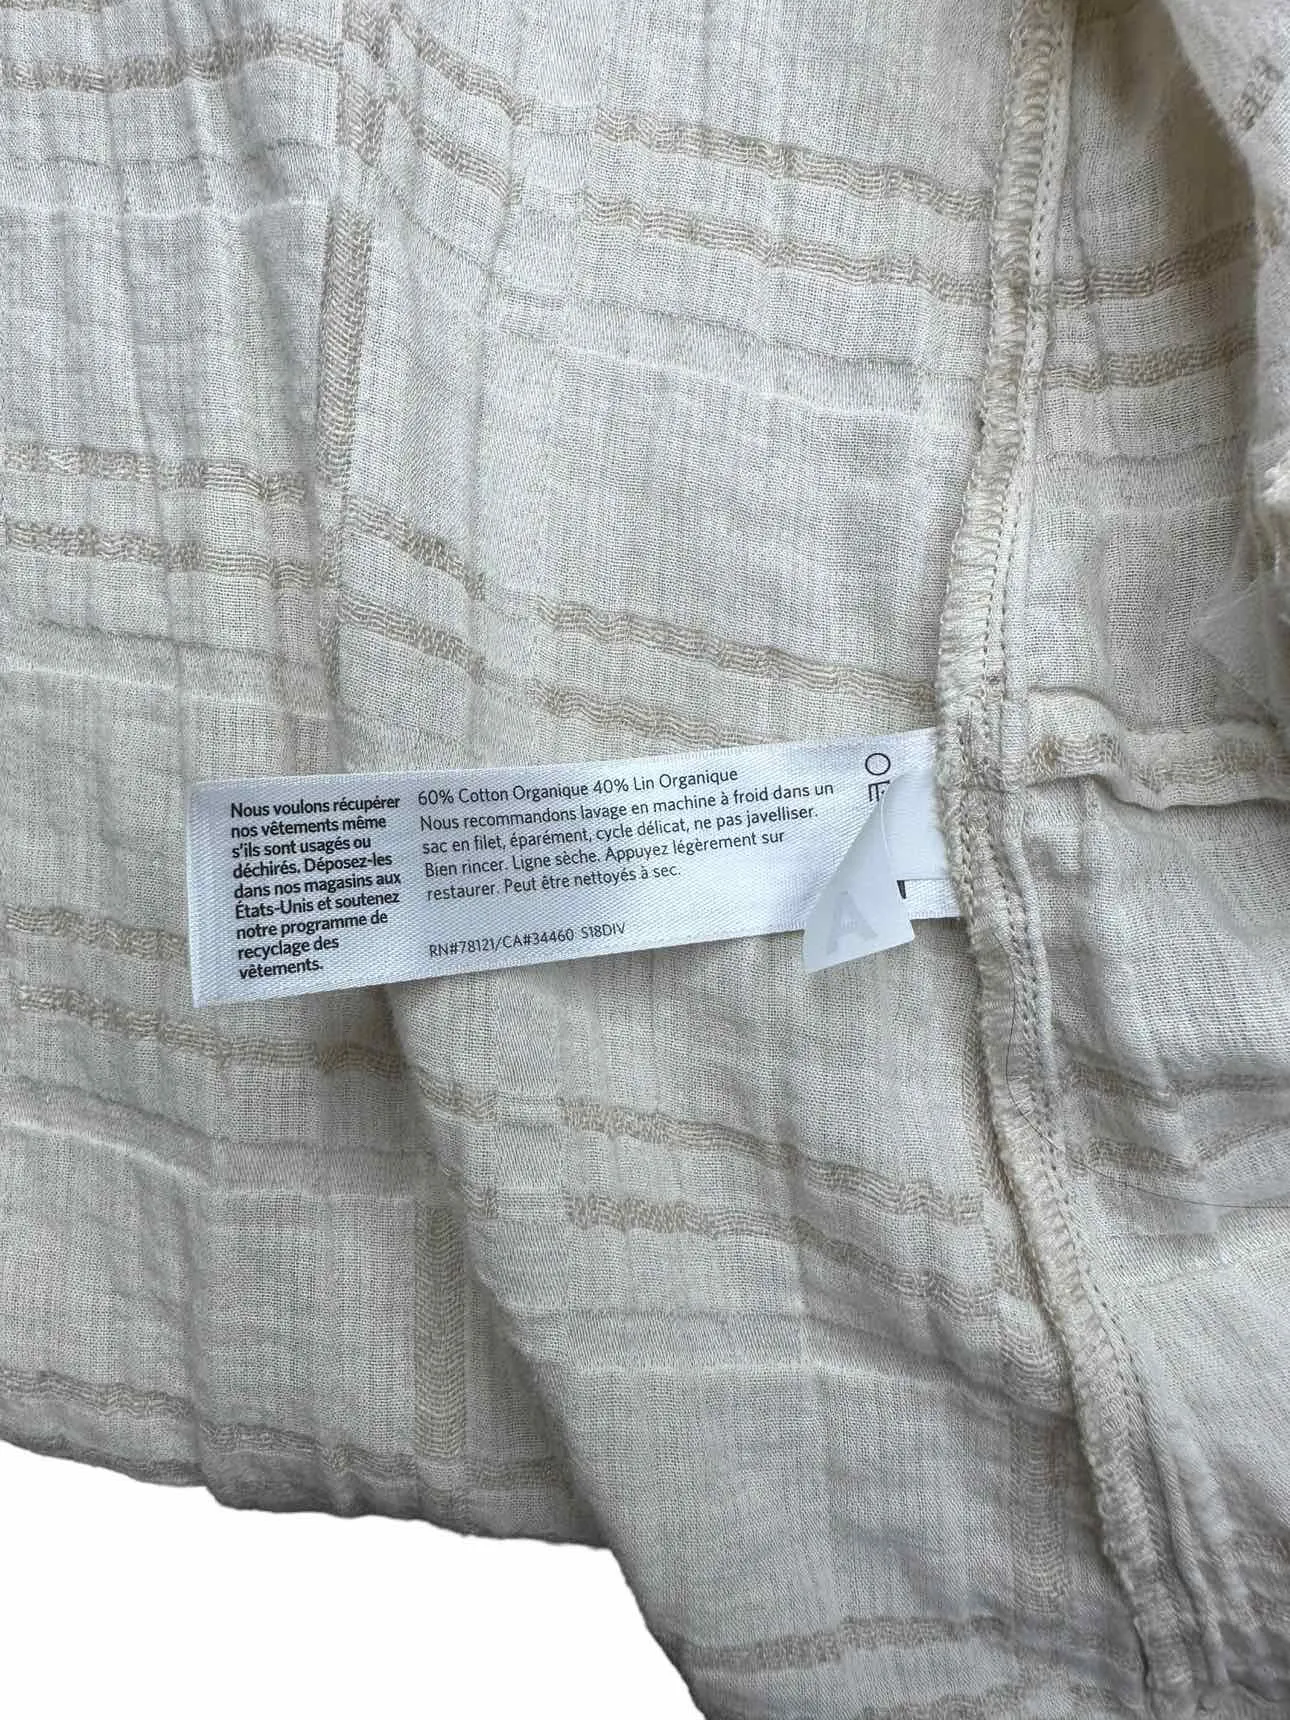 Nous voulons récupérer
nos vêtements même
s'ils sont usagés ou
déchirés. Déposez-les
dans nos magasins aux
États-Unis et soutenez
notre programme de
recyclage des
vêtements.
60% Cotton Organique 40% Lin Organique
Nous recommandons lavage en machine à froid dans un
sac en filet, éparément, cycle délicat, ne pas javelliser.
Bien rincer. Ligne sèche. Appuyez légèrement sur
restaurer. Peut être nettoyés à sec.
RN#78121/CA#34460 S18DIV